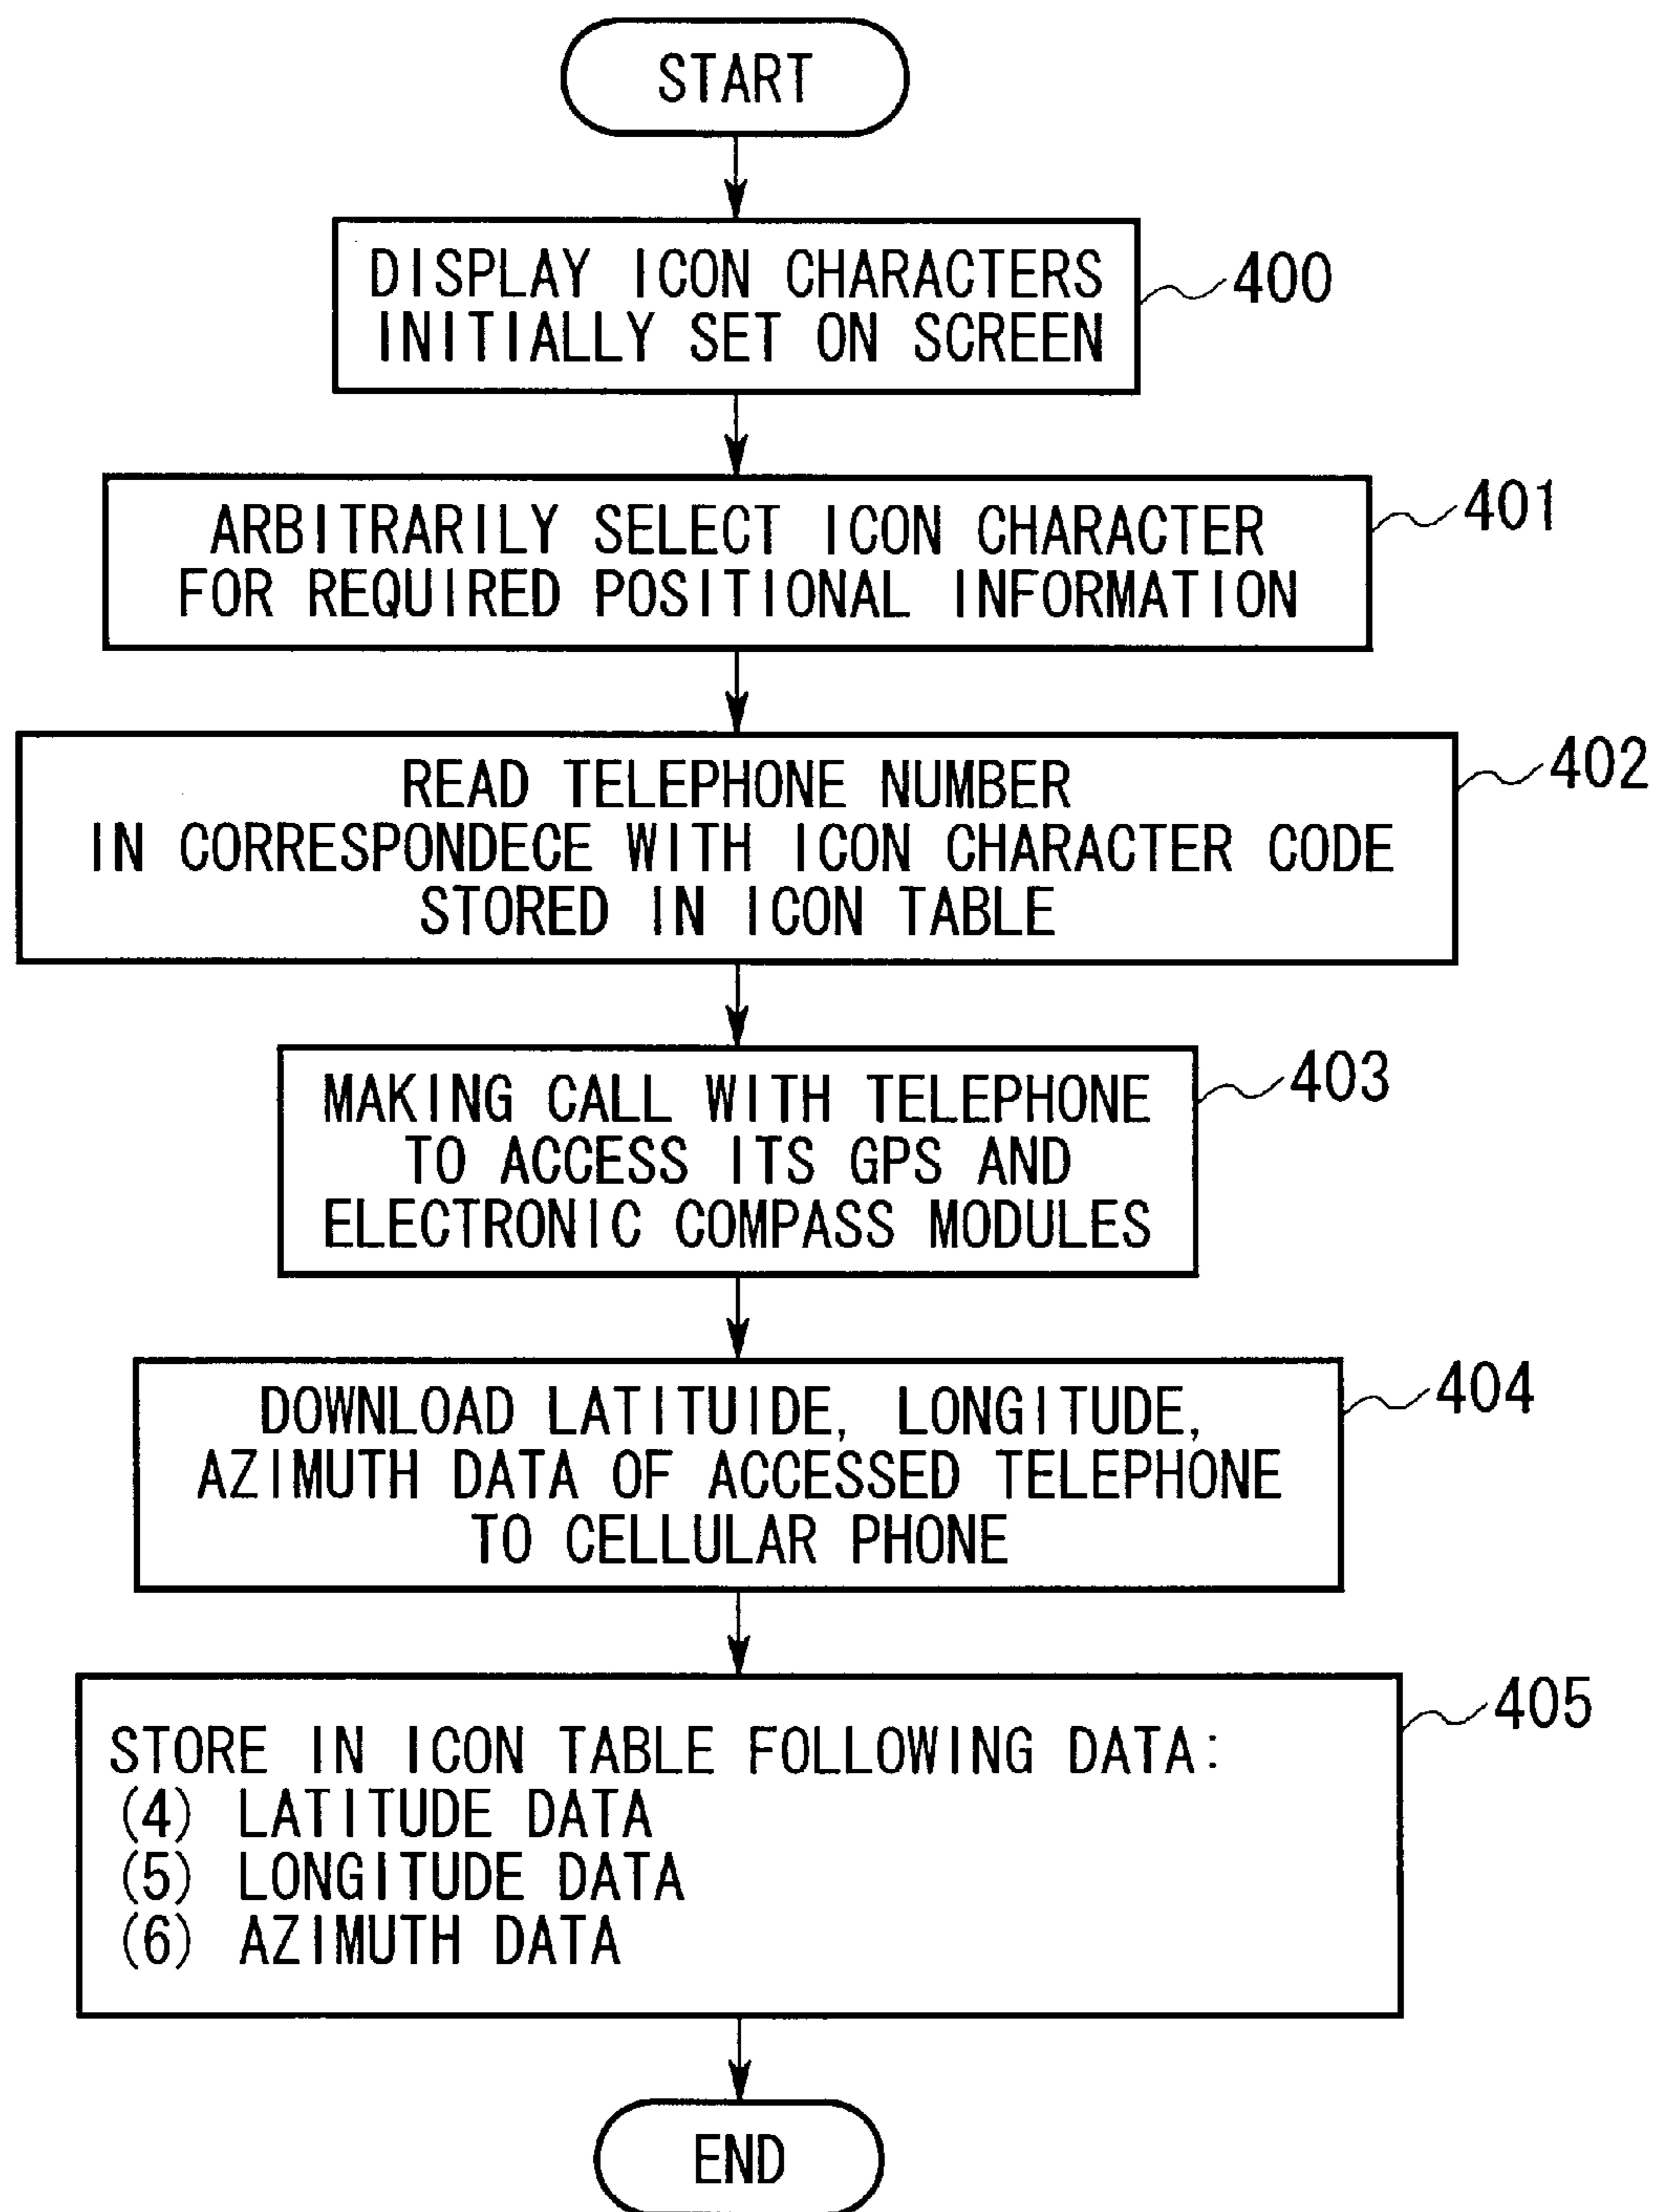 START
DISPLAY ICON CHARACTERS
INITIALLY SET ON SCREEN
400
ARBITRARILY SELECT ICON CHARACTER
FOR REQUIRED POSITIONAL INFORMATION
401
READ TELEPHONE NUMBER
IN CORRESPONDECE WITH ICON CHARACTER CODE
STORED IN ICON TABLE
402
MAKING CALL WITH TELEPHONE
TO ACCESS ITS GPS AND
ELECTRONIC COMPASS MODULES
403
DOWNLOAD LATITUIDE, LONGITUDE,
AZIMUTH DATA OF ACCESSED TELEPHONE
TO CELLULAR PHONE
404
STORE IN ICON TABLE FOLLOWING DATA:
(4) LATITUDE DATA
(5) LONGITUDE DATA
(6) AZIMUTH DATA
405
END